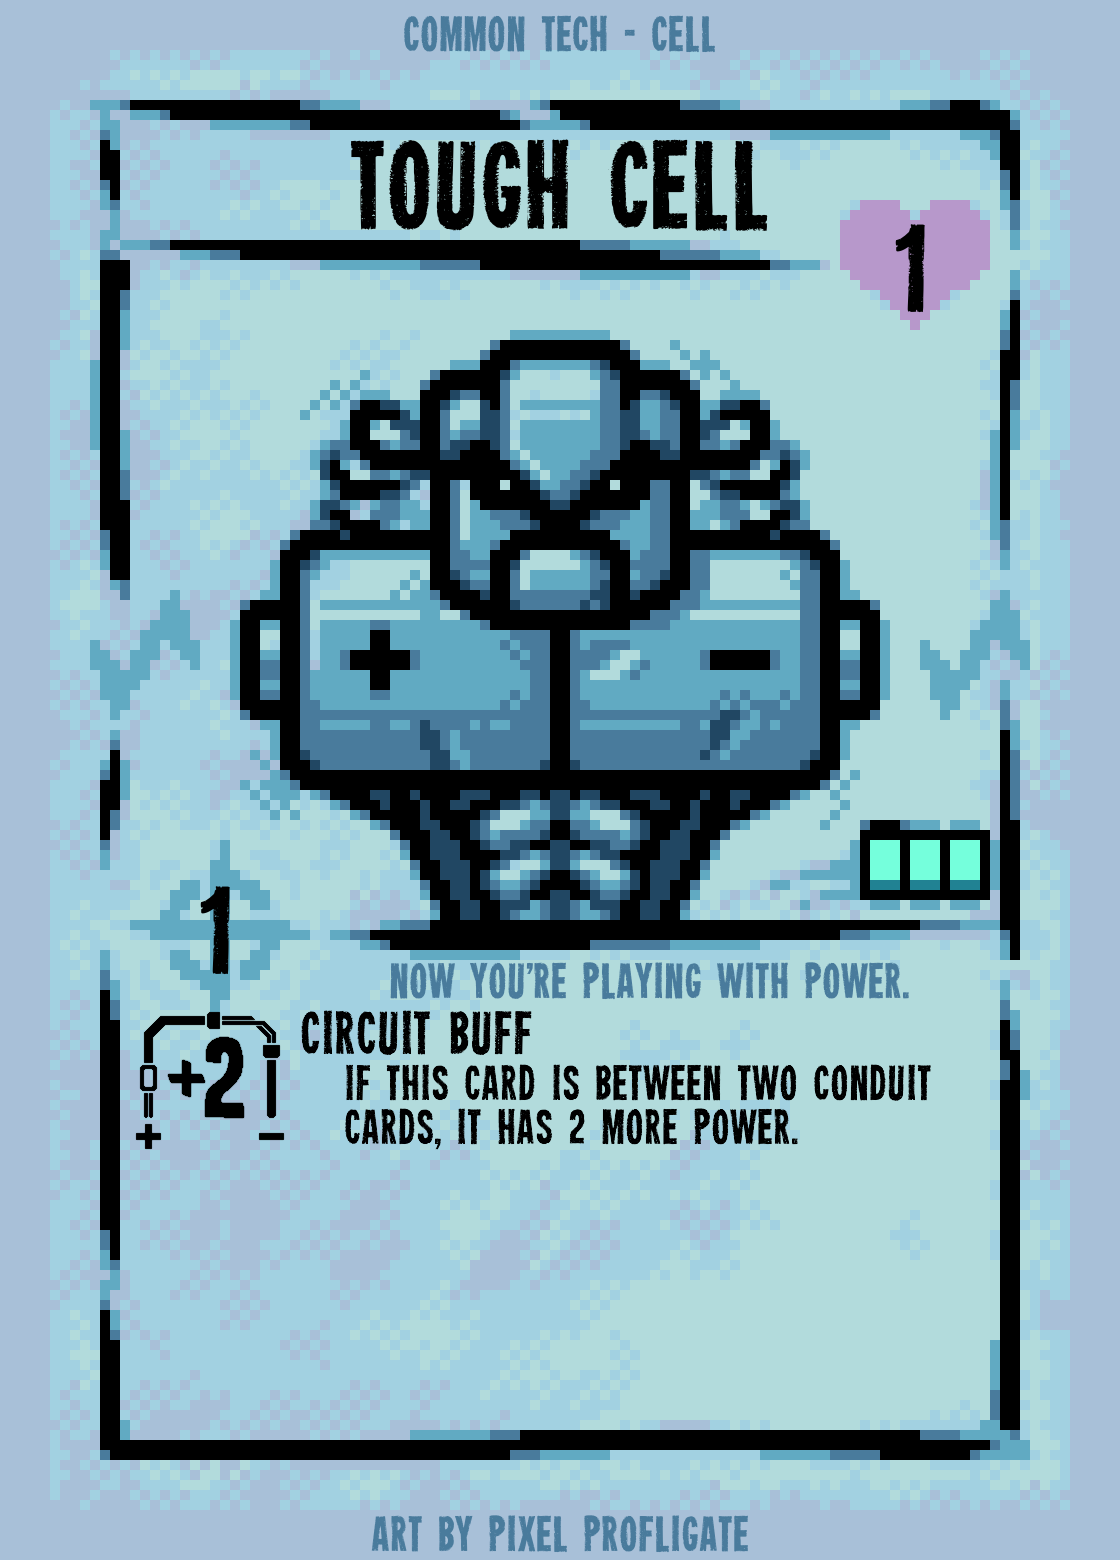 COMMON TECH - CELL
TOUGH CELL
1
+ -
1
NOW YOU'RE PLAYING WITH POWER.
CIRCUIT BUFF
+2
IF THIS CARD IS BETWEEN TWO CONDUIT
CARDS, IT HAS 2 MORE POWER.
+ -
ART BY PIXEL PROFLIGATE